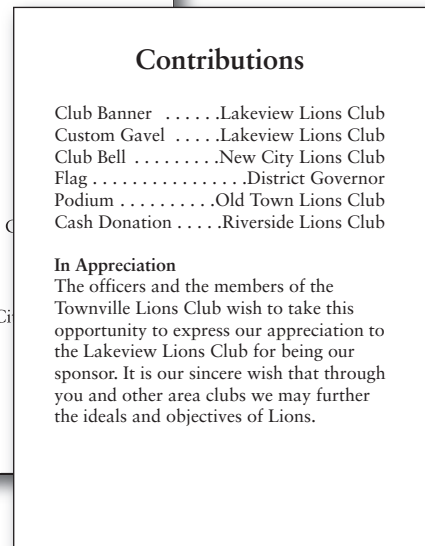 Contributions
Club Banner . . . . . .Lakeview Lions Club
Custom Gavel . . . . .Lakeview Lions Club
Club Bell . . . . . . . . .New City Lions Club
Flag . . . . . . . . . . . . . . . .District Governor
Podium . . . . . . . . . .Old Town Lions Club
Cash Donation . . . . .Riverside Lions Club
In Appreciation
The officers and the members of the
Townville Lions Club wish to take this
opportunity to express our appreciation to
the Lakeview Lions Club for being our
sponsor. It is our sincere wish that through
you and other area clubs we may further
the ideals and objectives of Lions.